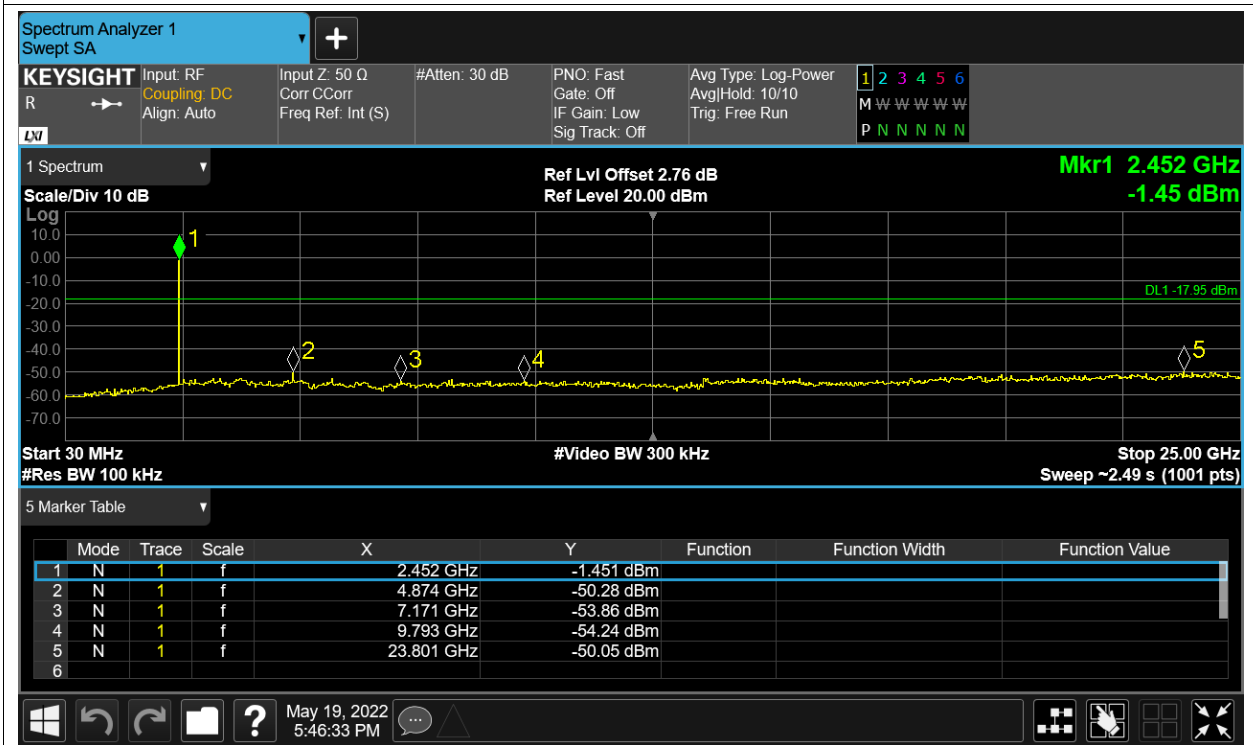 Spectrum Analyzer 1
Swept SA
+
KEYSIGHT Input: RF Input Z: 50 Ω #Atten: 30 dB PNO: Fast Avg Type: Log-Power 1 2 3 4 5 6
R Coupling: DC Corr CCorr Gate: Off Avg|Hold: 10/10 M W W W W W
Align: Auto Freq Ref: Int (S) IF Gain: Low Trig: Free Run
LXI Sig Track: Off P N N N N N
1 Spectrum Ref Lvl Offset 2.76 dB Mkr1 2.452 GHz
Scale/Div 10 dB Ref Level 20.00 dBm -1.45 dBm
Log
10.0
1
0.00
-10.0
DL1 -17.95 dBm
-20.0
-30.0
-40.0
2 3 4 5
-50.0
-60.0
-70.0
Start 30 MHz #Video BW 300 kHz Stop 25.00 GHz
#Res BW 100 kHz Sweep ~2.49 s (1001 pts)
5 Marker Table
Mode Trace Scale X Y Function Function Width Function Value
1 N 1 f 2.452 GHz -1.451 dBm
2 N 1 f 4.874 GHz -50.28 dBm
3 N 1 f 7.171 GHz -53.86 dBm
4 N 1 f 9.793 GHz -54.24 dBm
5 N 1 f 23.801 GHz -50.05 dBm
6
? May 19, 2022
5:46:33 PM